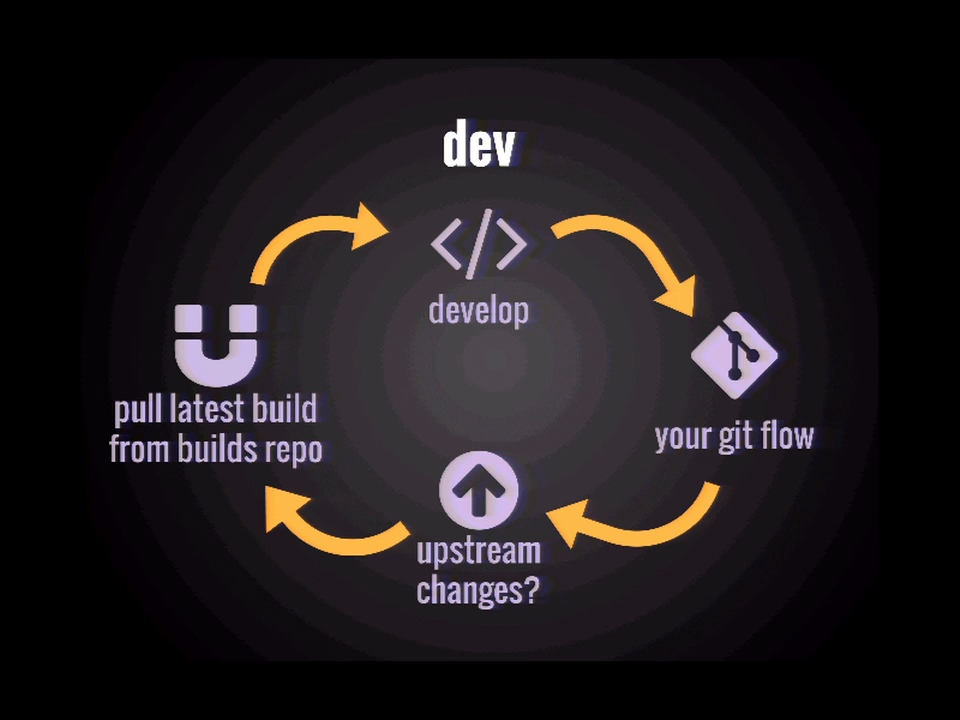 dev
</>
develop
your git flow
upstream
changes?
pull latest build
from builds repo